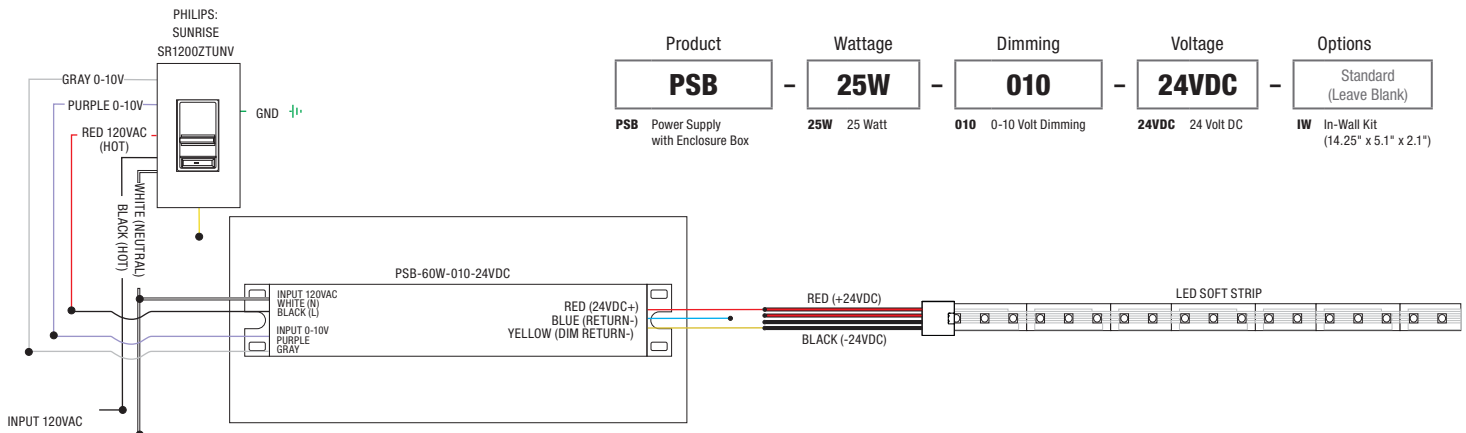 PHILIPS:
SUNRISE
SR1200ZTUNV
GRAY 0-10V
PURPLE 0-10V
RED 120VAC
(HOT)
GND
WHITE (NEUTRAL)
BLACK (HOT)
INPUT 120VAC
Product
Wattage
Dimming
Voltage
Options
PSB
–
25W
–
010
–
24VDC
–
Standard
(Leave Blank)
PSB Power Supply
with Enclosure Box
25W 25 Watt
010 0-10 Volt Dimming
24VDC 24 Volt DC
IW In-Wall Kit
(14.25" x 5.1" x 2.1")
PSB-60W-010-24VDC
INPUT 120VAC
WHITE (N)
BLACK (L)
INPUT 0-10V
PURPLE
GRAY
RED (24VDC+)
BLUE (RETURN-)
YELLOW (DIM RETURN-)
RED (+24VDC)
BLACK (-24VDC)
LED SOFT STRIP